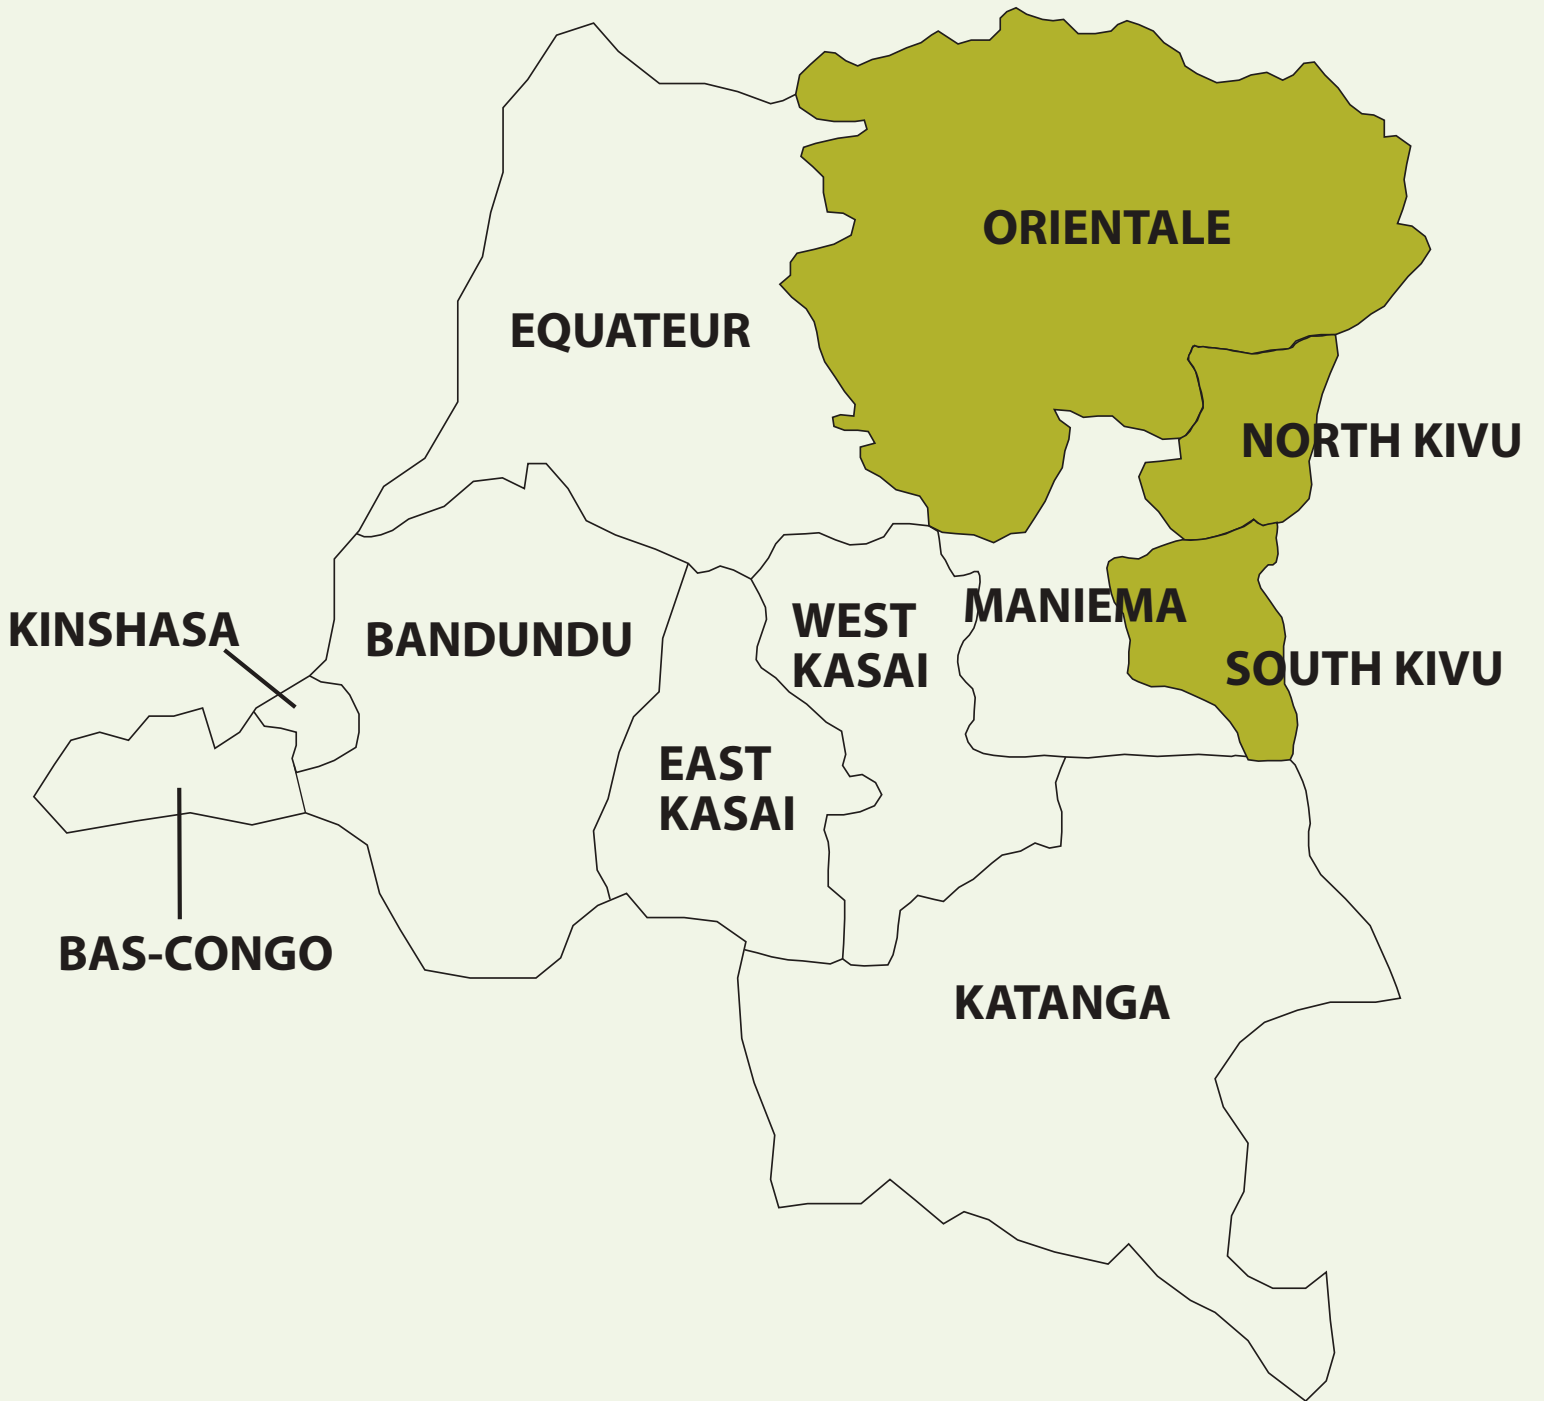 ORIENTALE
EQUATEUR
NORTH KIVU
KINSHASA
BANDUNDU
WEST
KASAI
MANIEMA
SOUTH KIVU
EAST
KASAI
BAS-CONGO
KATANGA